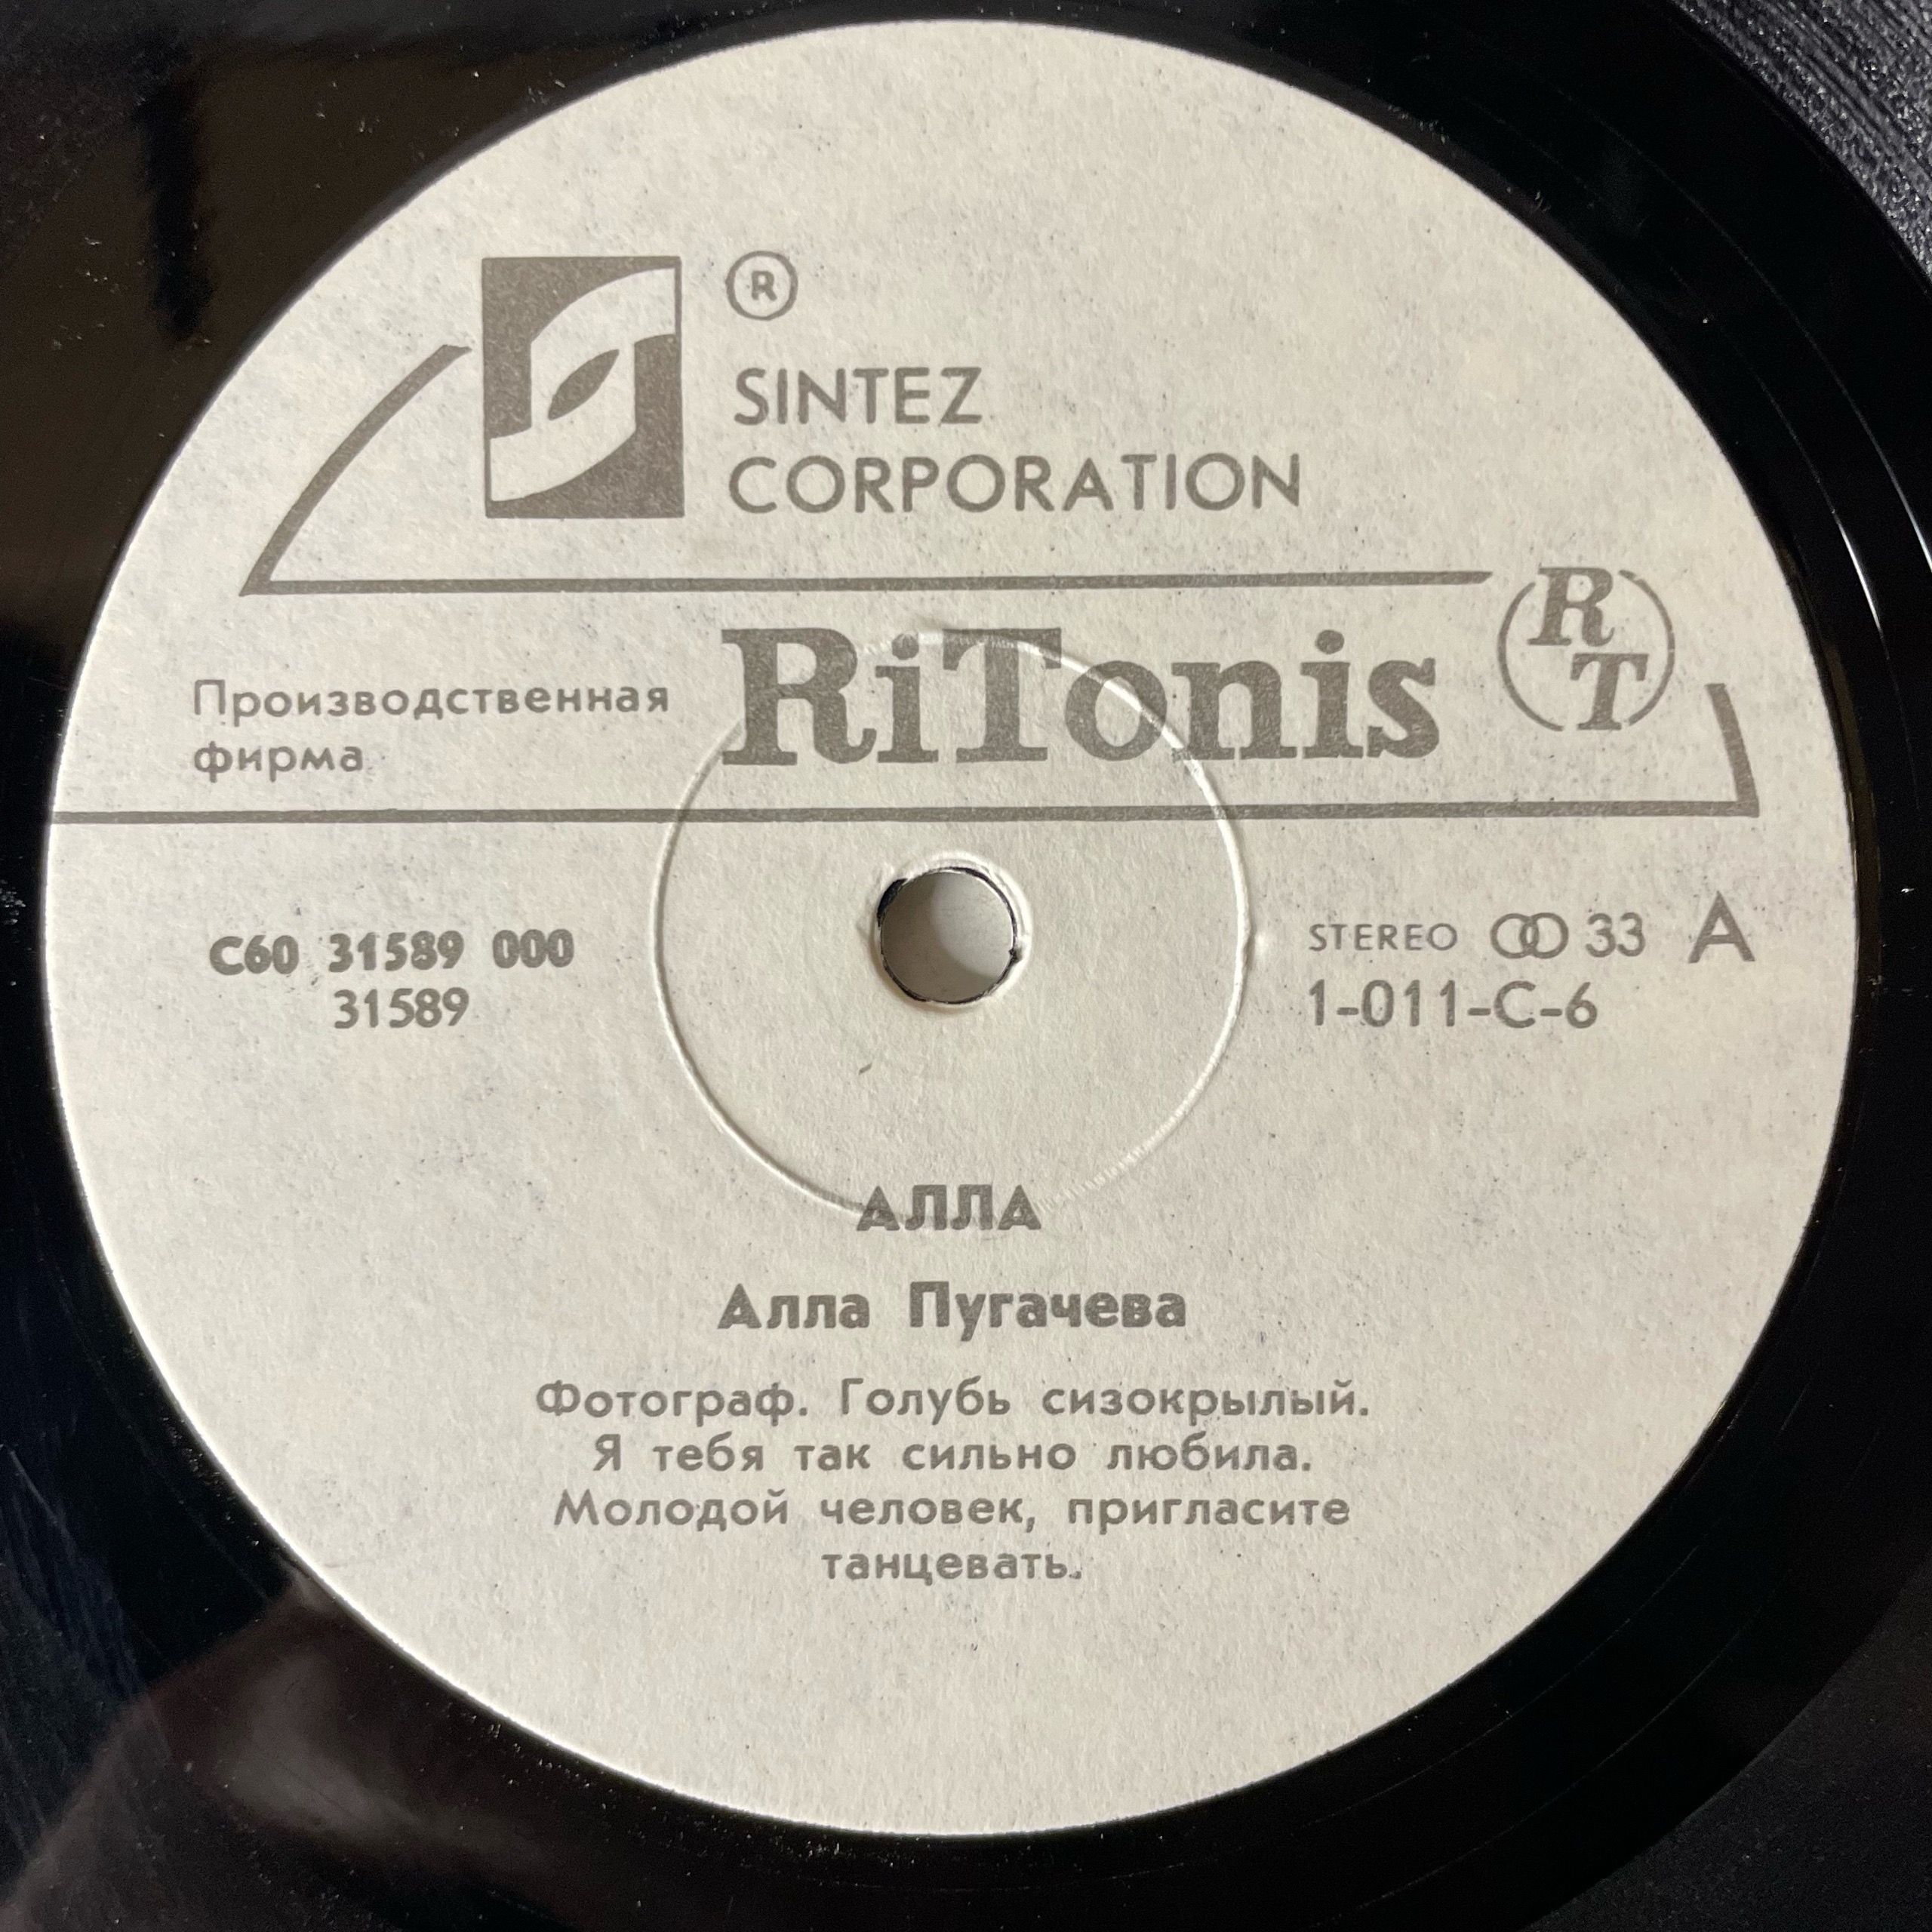 ®
SINTEZ
CORPORATION
Производственная
фирма
RiTonis
RT
С60 31589 000
31589
STEREO 33 A
1-011-C-6
АЛЛА
Алла Пугачева
Фотограф. Голубь сизокрылый.
Я тебя так сильно любила.
Молодой человек, пригласите
танцевать.